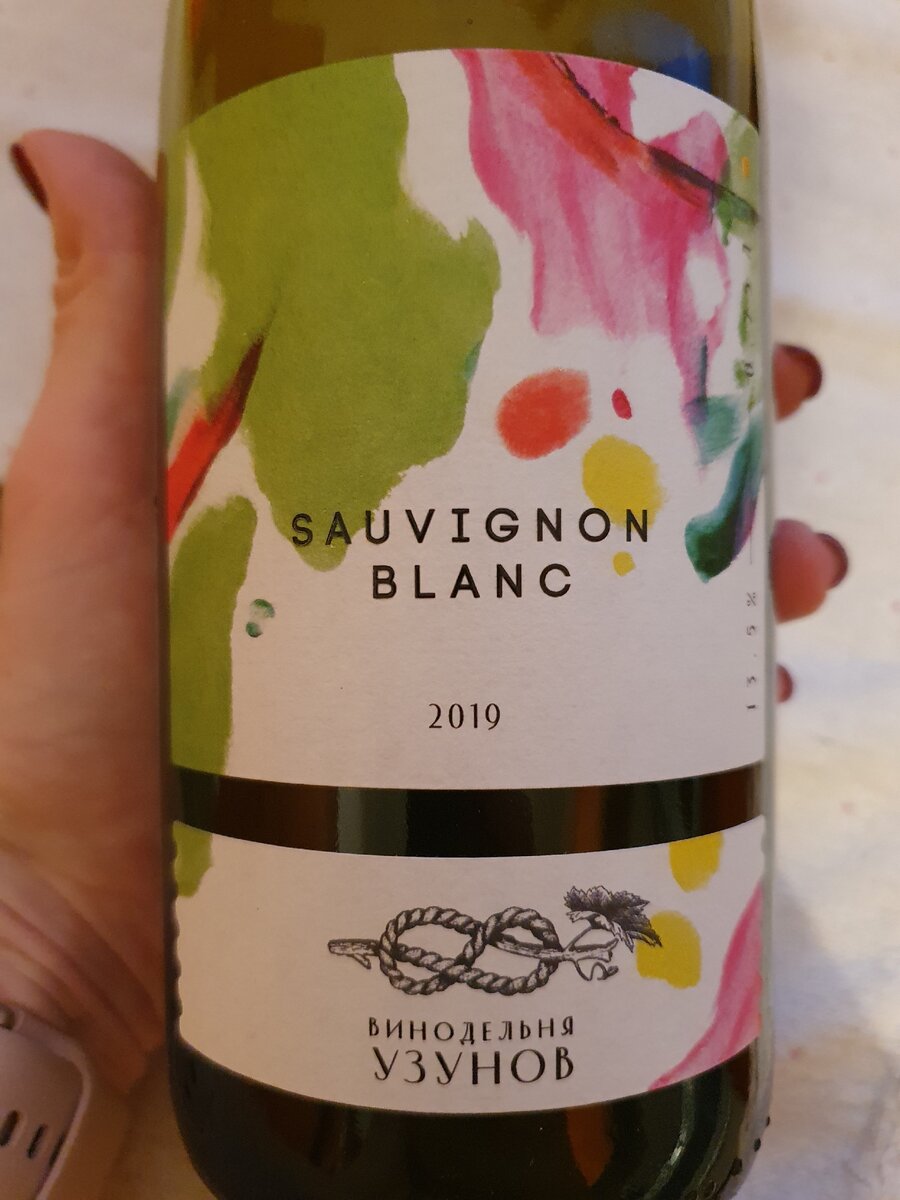 SAUVIGNON
BLANC
2019
13.5%
ВИНОДЕЛЬНЯ
УЗУНОВ